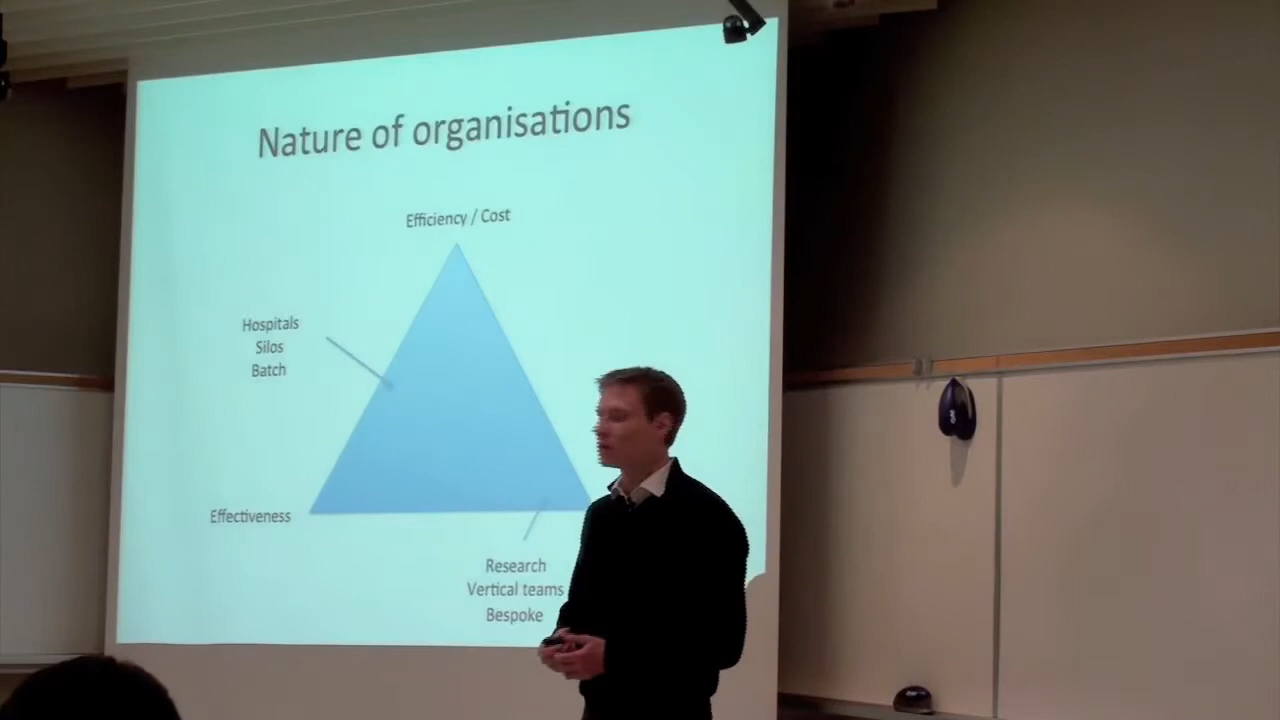 Nature of organisations
Efficiency / Cost
Hospitals
Silos
Batch
Effectiveness
Research
Vertical teams
Bespoke